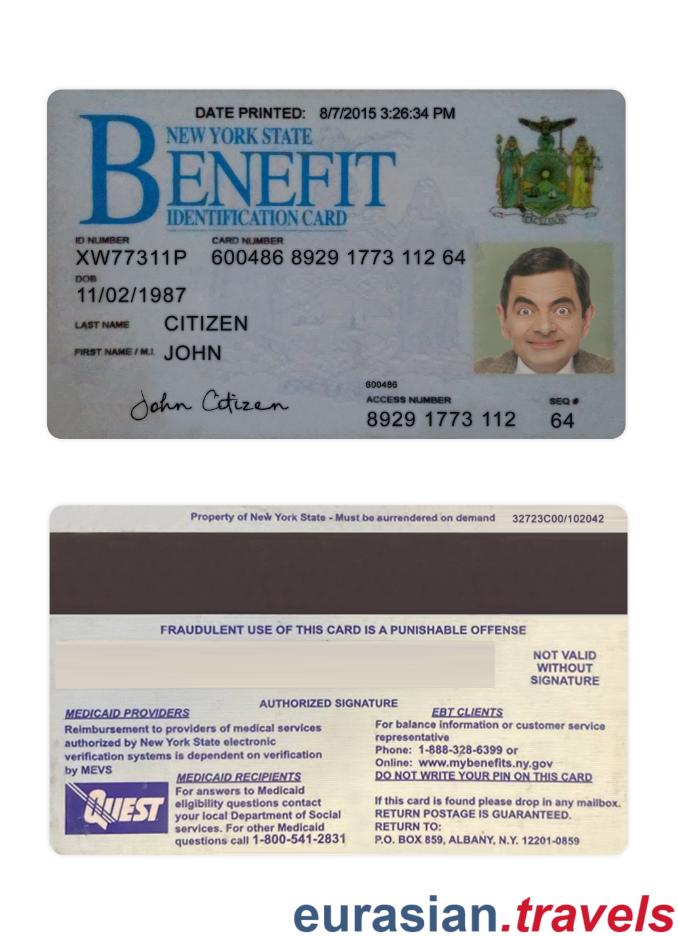 DATE PRINTED: 8/7/2015 3:26:34 PM
NEW YORK STATE
BENEFIT
IDENTIFICATION CARD
ID NUMBER CARD NUMBER
XW77311P 600486 8929 1773 112 64
DOB
11/02/1987
LAST NAME CITIZEN
FIRST NAME / M.I. JOHN
John Citizen
600486
ACCESS NUMBER SEQ #
8929 1773 112 64
Property of New York State - Must be surrendered on demand 32723C00/102042
FRAUDULENT USE OF THIS CARD IS A PUNISHABLE OFFENSE
NOT VALID
WITHOUT
SIGNATURE
AUTHORIZED SIGNATURE
MEDICAID PROVIDERS
Reimbursement to providers of medical services
authorized by New York State electronic
verification systems is dependent on verification
by MEVS
QUEST
MEDICAID RECIPIENTS
For answers to Medicaid
eligibility questions contact
your local Department of Social
services. For other Medicaid
questions call 1-800-541-2831
EBT CLIENTS
For balance information or customer service
representative
Phone: 1-888-328-6399 or
Online: www.mybenefits.ny.gov
DO NOT WRITE YOUR PIN ON THIS CARD
If this card is found please drop in any mailbox.
RETURN POSTAGE IS GUARANTEED.
RETURN TO:
P.O. BOX 859, ALBANY, N.Y. 12201-0859
eurasian.travels